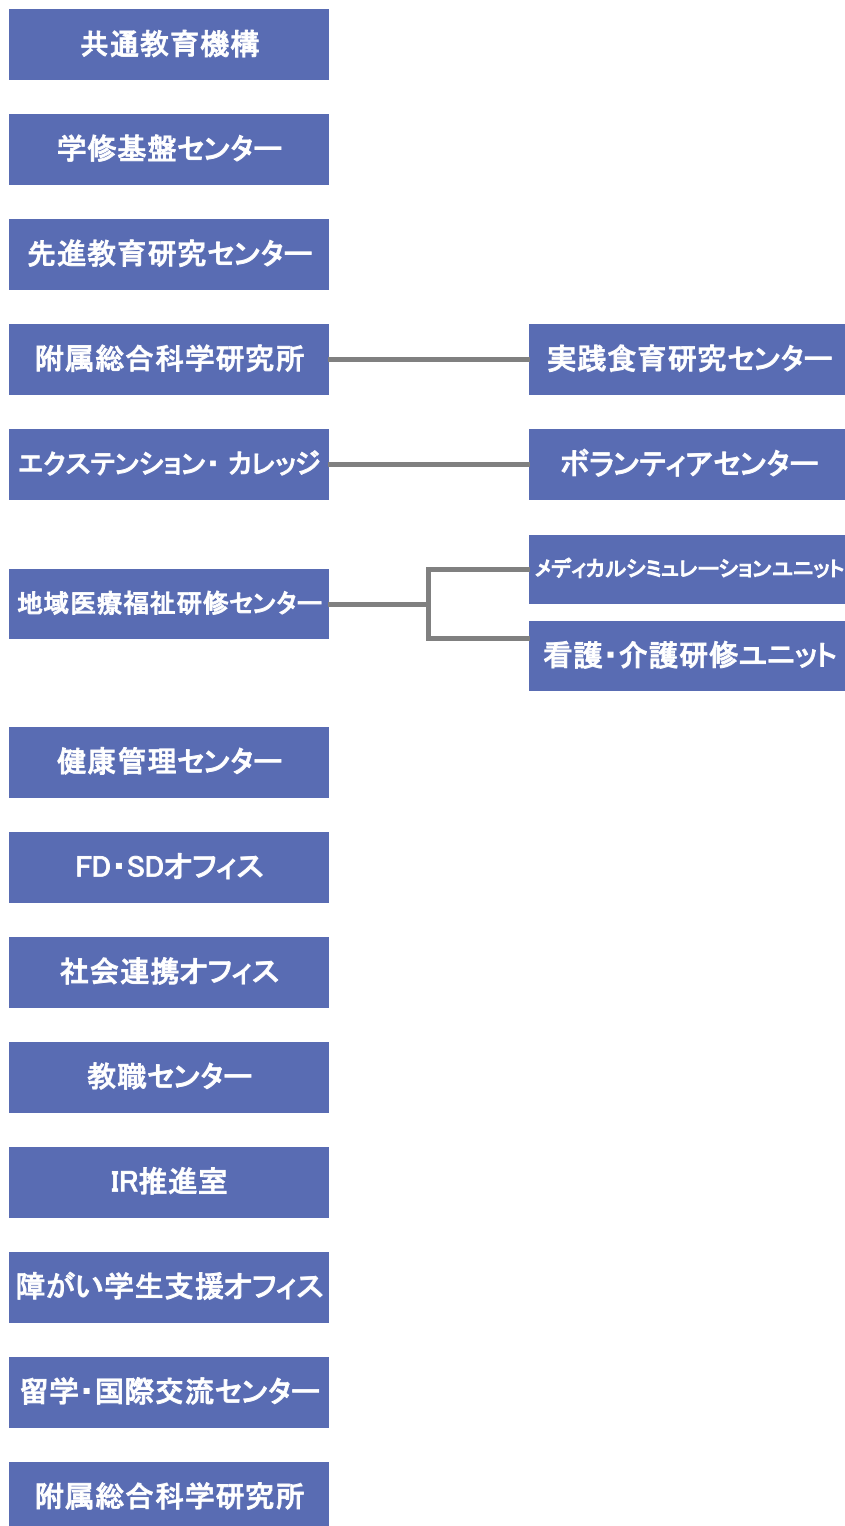 共通教育機構
学修基盤センター
先進教育研究センター
附属総合科学研究所
実践食育研究センター
エクステンション・ カレッジ
ボランティアセンター
地域医療福祉研修センター
メディカルシミュレーションユニット
看護・介護研修ユニット
健康管理センター
FD・SDオフィス
社会連携オフィス
教職センター
IR推進室
障がい学生支援オフィス
留学・国際交流センター
附属総合科学研究所